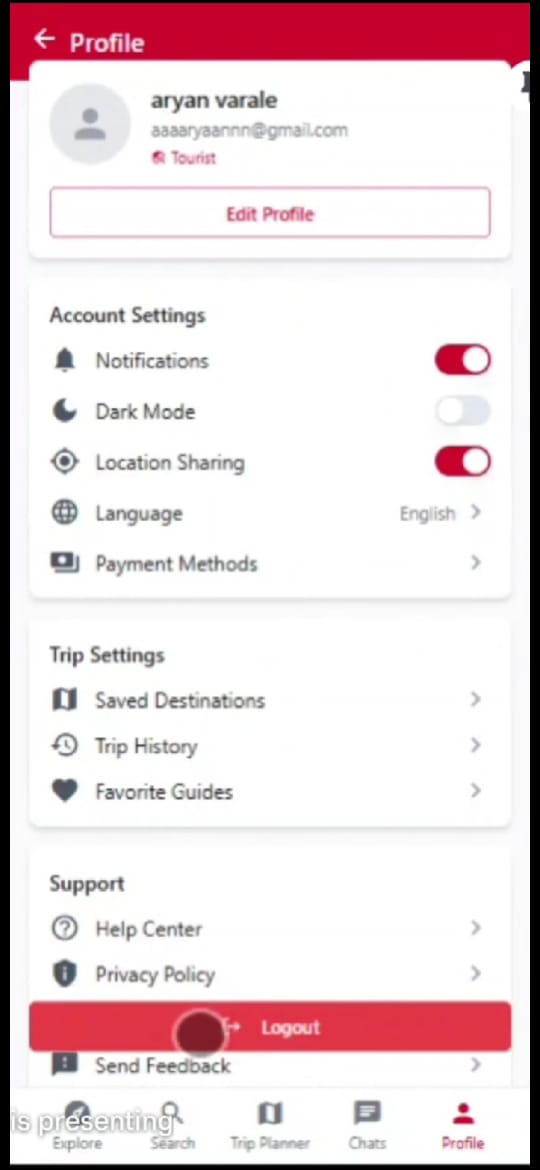 Profile
aryan varale
aaaaryaannn@gmail.com
Tourist
Edit Profile
Account Settings
Notifications
Dark Mode
Location Sharing
Language English
Payment Methods
Trip Settings
Saved Destinations
Trip History
Favorite Guides
Support
Help Center
Privacy Policy
Logout
Send Feedback
is presenting
Explore Search Trip Planner Chats Profile